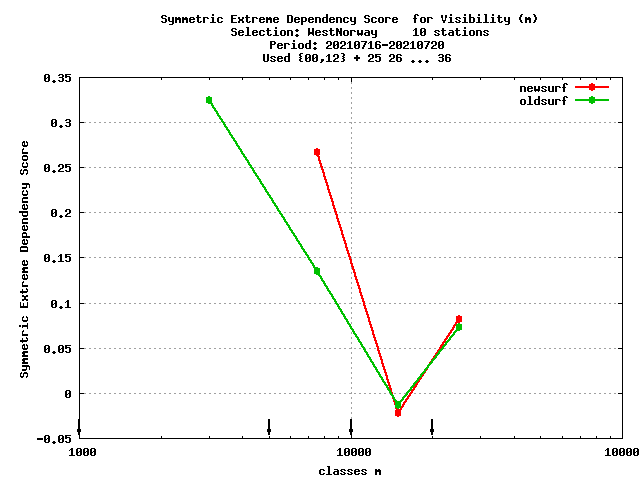 Symmetric Extreme Dependency Score  for Visibility (m)
Selection: WestNorway     10 stations
Period: 20210716-20210720
Used {00,12} + 25 26 ... 36
newsurf
oldsurf
Symmetric Extreme Dependency Score
0.35
0.3
0.25
0.2
0.15
0.1
0.05
0
-0.05
1000 10000 10000
classes m